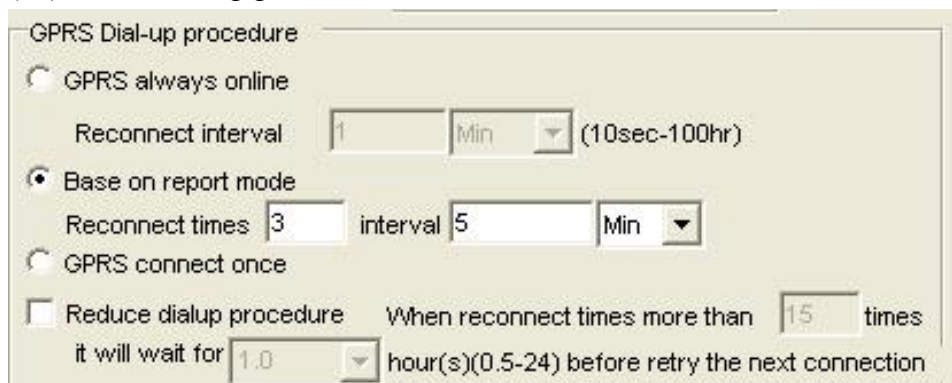 GPRS Dial-up procedure
GPRS always online
Reconnect interval 1 Min (10sec-100hr)
Base on report mode
Reconnect times 3 interval 5 Min
GPRS connect once
Reduce dialup procedure When reconnect times more than 15 times
it will wait for 1.0 hour(s)(0.5-24) before retry the next connection